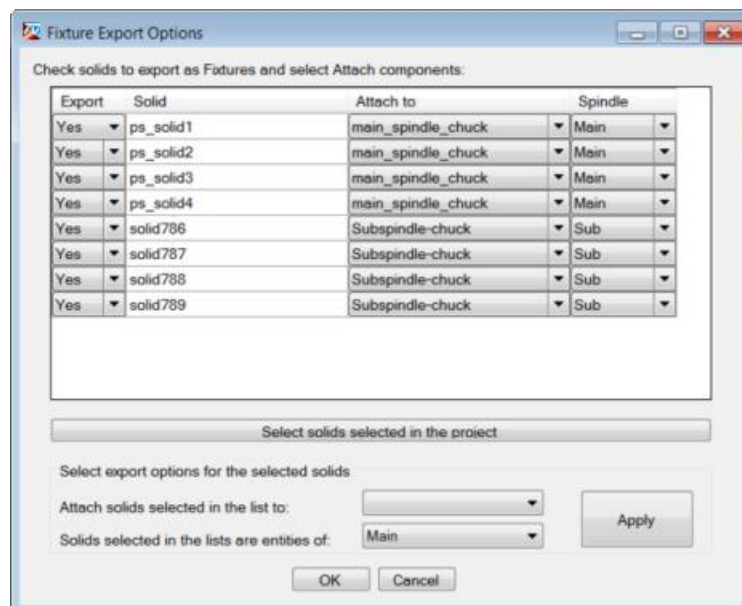 Fixture Export Options
Check solids to export as Fixtures and select Attach components:
Export Solid Attach to Spindle
Yes ps_solid1 main_spindle_chuck Main
Yes ps_solid2 main_spindle_chuck Main
Yes ps_solid3 main_spindle_chuck Main
Yes ps_solid4 main_spindle_chuck Main
Yes solid786 Subspindle-chuck Sub
Yes solid787 Subspindle-chuck Sub
Yes solid788 Subspindle-chuck Sub
Yes solid789 Subspindle-chuck Sub
Select solids selected in the project
Select export options for the selected solids
Attach solids selected in the list to:
Apply
Solids selected in the lists are entities of: Main
OK Cancel